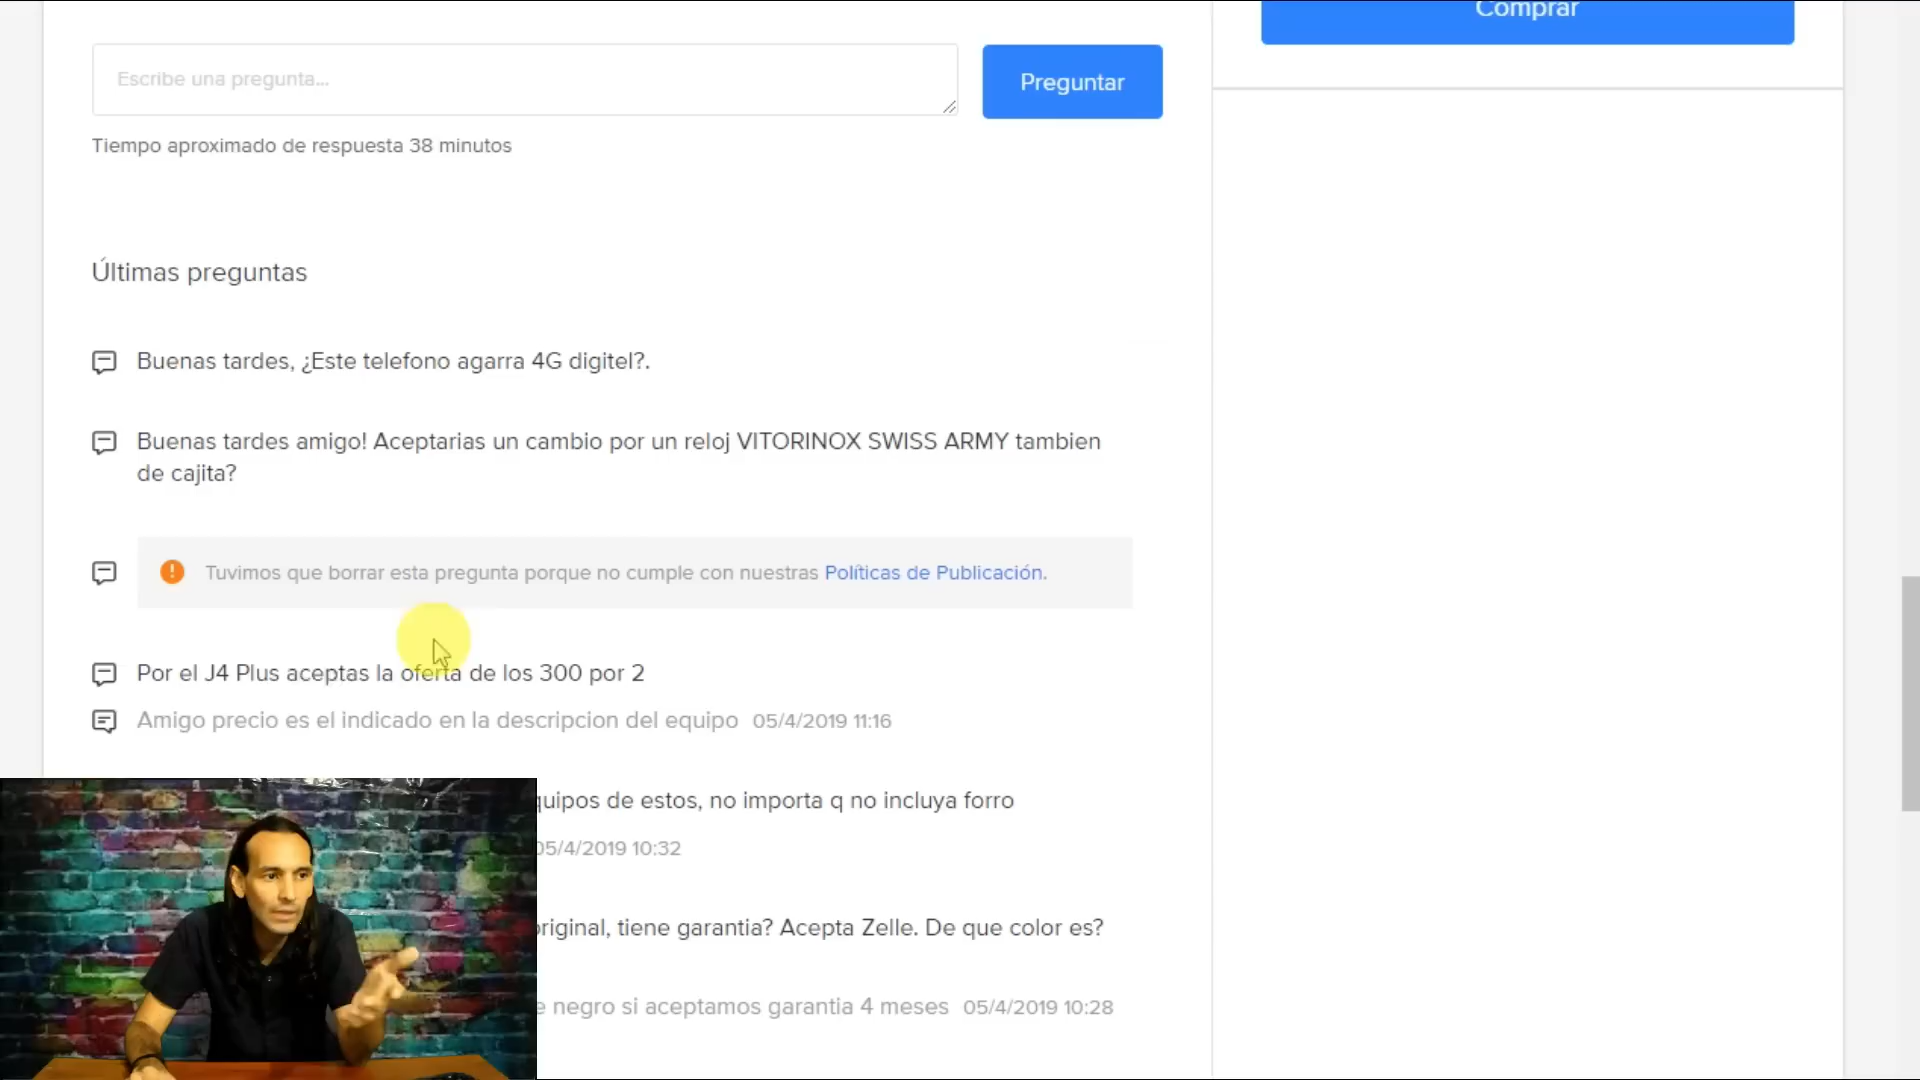 Comprar
Escribe una pregunta...
Preguntar
Tiempo aproximado de respuesta 38 minutos
Últimas preguntas
Buenas tardes, ¿Este telefono agarra 4G digitel?.
Buenas tardes amigo! Aceptarias un cambio por un reloj VITORINOX SWISS ARMY tambien
de cajita?
Tuvimos que borrar esta pregunta porque no cumple con nuestras Políticas de Publicación.
Por el J4 Plus aceptas la oferta de los 300 por 2
Amigo precio es el indicado en la descripcion del equipo 05/4/2019 11:16
quipos de estos, no importa q no incluya forro
05/4/2019 10:32
original, tiene garantia? Acepta Zelle. De que color es?
e negro si aceptamos garantia 4 meses 05/4/2019 10:28